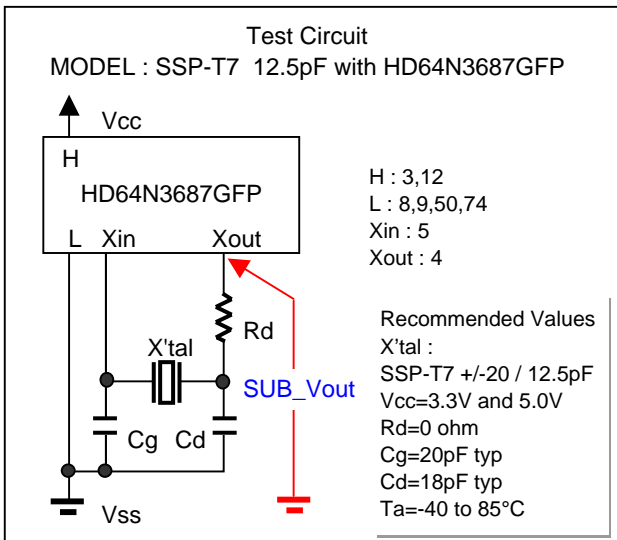 Test Circuit
MODEL : SSP-T7 12.5pF with HD64N3687GFP
Vcc
H
HD64N3687GFP
L Xin Xout
H : 3,12
L : 8,9,50,74
Xin : 5
Xout : 4
Rd
X'tal
SUB_Vout
Cg Cd
Vss
Recommended Values
X'tal :
SSP-T7 +/-20 / 12.5pF
Vcc=3.3V and 5.0V
Rd=0 ohm
Cg=20pF typ
Cd=18pF typ
Ta=-40 to 85°C